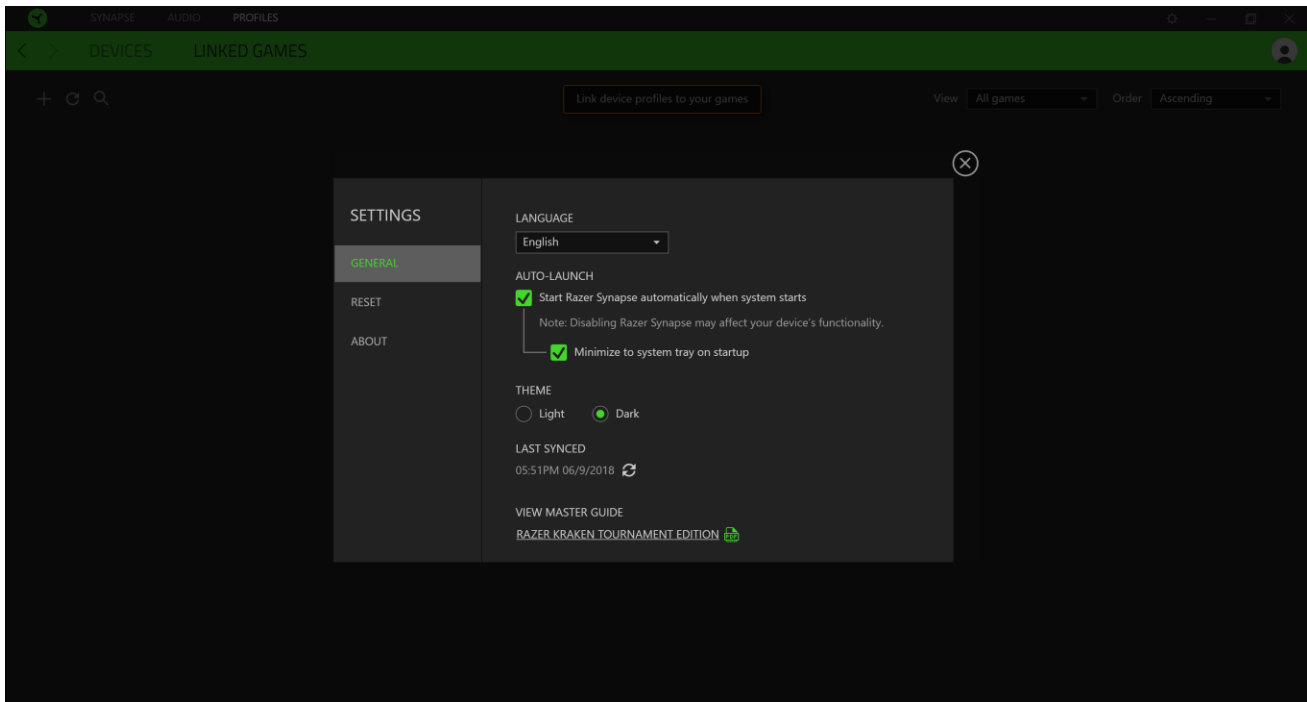 SYNAPSE AUDIO PROFILES
DEVICES LINKED GAMES
Link device profiles to your games View All games Order Ascending
SETTINGS
GENERAL
RESET
ABOUT
LANGUAGE
English
AUTO-LAUNCH
Start Razer Synapse automatically when system starts
Note: Disabling Razer Synapse may affect your device's functionality.
Minimize to system tray on startup
THEME
Light Dark
LAST SYNCED
05:51PM 06/9/2018
VIEW MASTER GUIDE
RAZER KRAKEN TOURNAMENT EDITION PDF